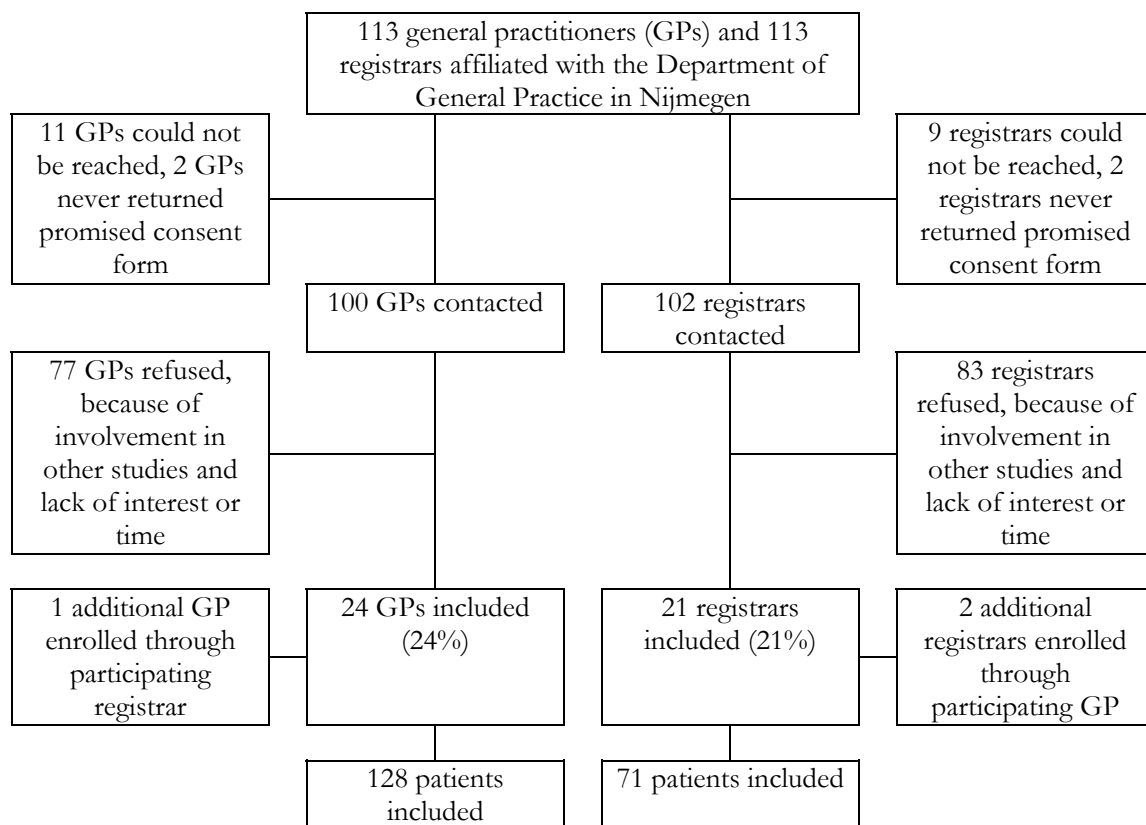 113 general practitioners (GPs) and 113
registrars affiliated with the Department of
General Practice in Nijmegen
11 GPs could not
be reached, 2 GPs
never returned
promised consent
form
9 registrars could
not be reached, 2
registrars never
returned promised
consent form
100 GPs contacted
102 registrars
contacted
77 GPs refused,
because of
involvement in
other studies and
lack of interest or
time
83 registrars
refused, because of
involvement in
other studies and
lack of interest or
time
1 additional GP
enrolled through
participating
registrar
24 GPs included
(24%)
21 registrars
included (21%)
2 additional
registrars enrolled
through
participating GP
128 patients
included
71 patients included